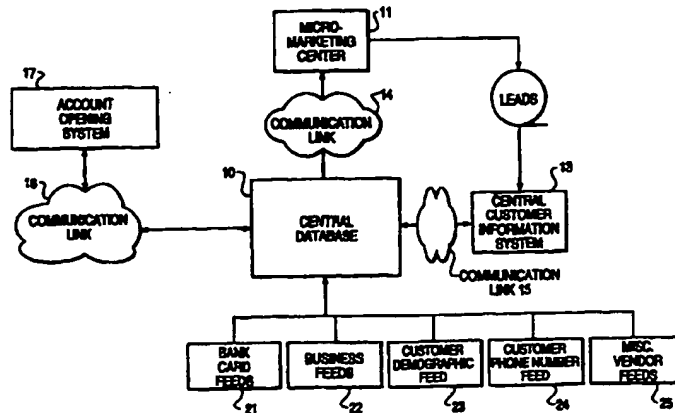 11
MICRO-
MARKETING
CENTER
17
ACCOUNT
OPENING
SYSTEM
14
COMMUNICATION
LINK
LEADS
10
CENTRAL
DATABASE
13
CENTRAL
CUSTOMER
INFORMATION
SYSTEM
COMMUNICATION
LINK
COMMUNICATION
LINK 15
BANK
CARD
FEEDS
21
BUSINESS
FEEDS
22
CUSTOMER
DEMOGRAPHIC
FEED
23
CUSTOMER
PHONE NUMBER
FEED
24
MISC.
VENDOR
FEEDS
25